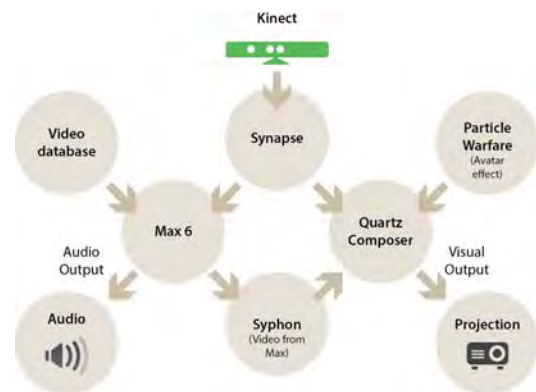 Kinect
Video
database
Synapse
Particle
Warfare
(Avatar
effect)
Max 6
Quartz
Composer
Audio
Output
Visual
Output
Audio
Syphon
(Video from
Max)
Projection